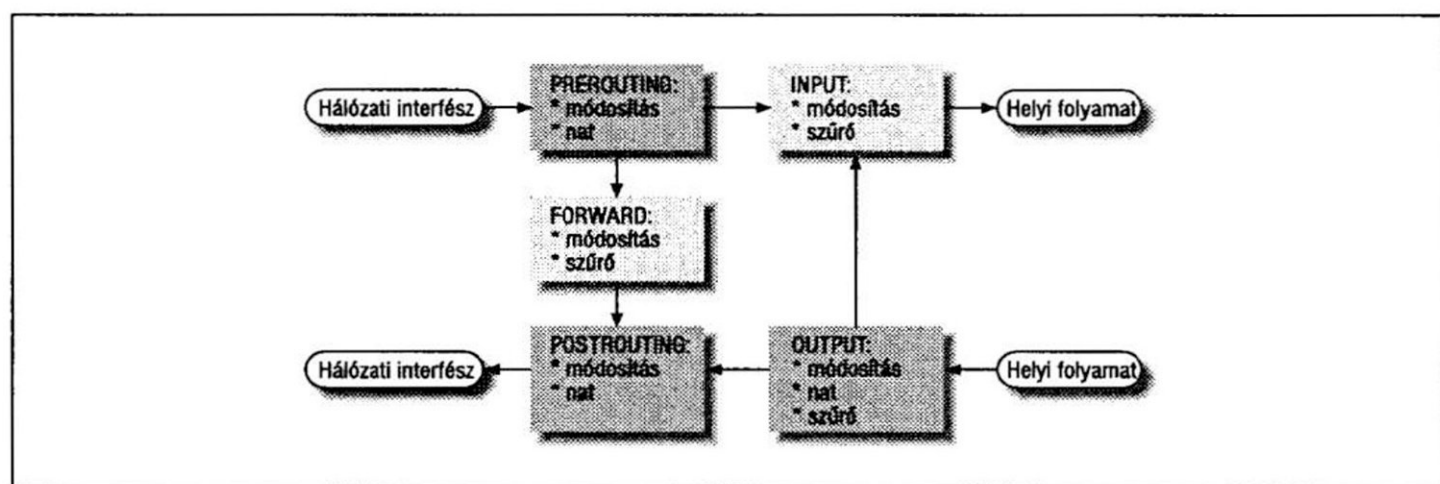 Hálózati interfész
PREROUTING:
* módosítás
* nat
INPUT:
* módosítás
* szűrő
Helyi folyamat
FORWARD:
* módosítás
* szűrő
Hálózati interfész
POSTROUTING:
* módosítás
* nat
OUTPUT:
* módosítás
* nat
* szűrő
Helyi folyamat